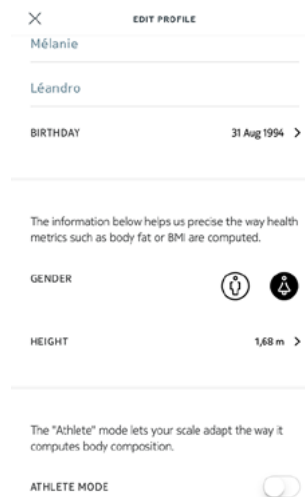 EDIT PROFILE
Mélanie
Léandro
BIRTHDAY 31 Aug 1994
The information below helps us precise the way health
metrics such as body fat or BMI are computed.
GENDER
HEIGHT 1,68 m
The "Athlete" mode lets your scale adapt the way it
computes body composition.
ATHLETE MODE